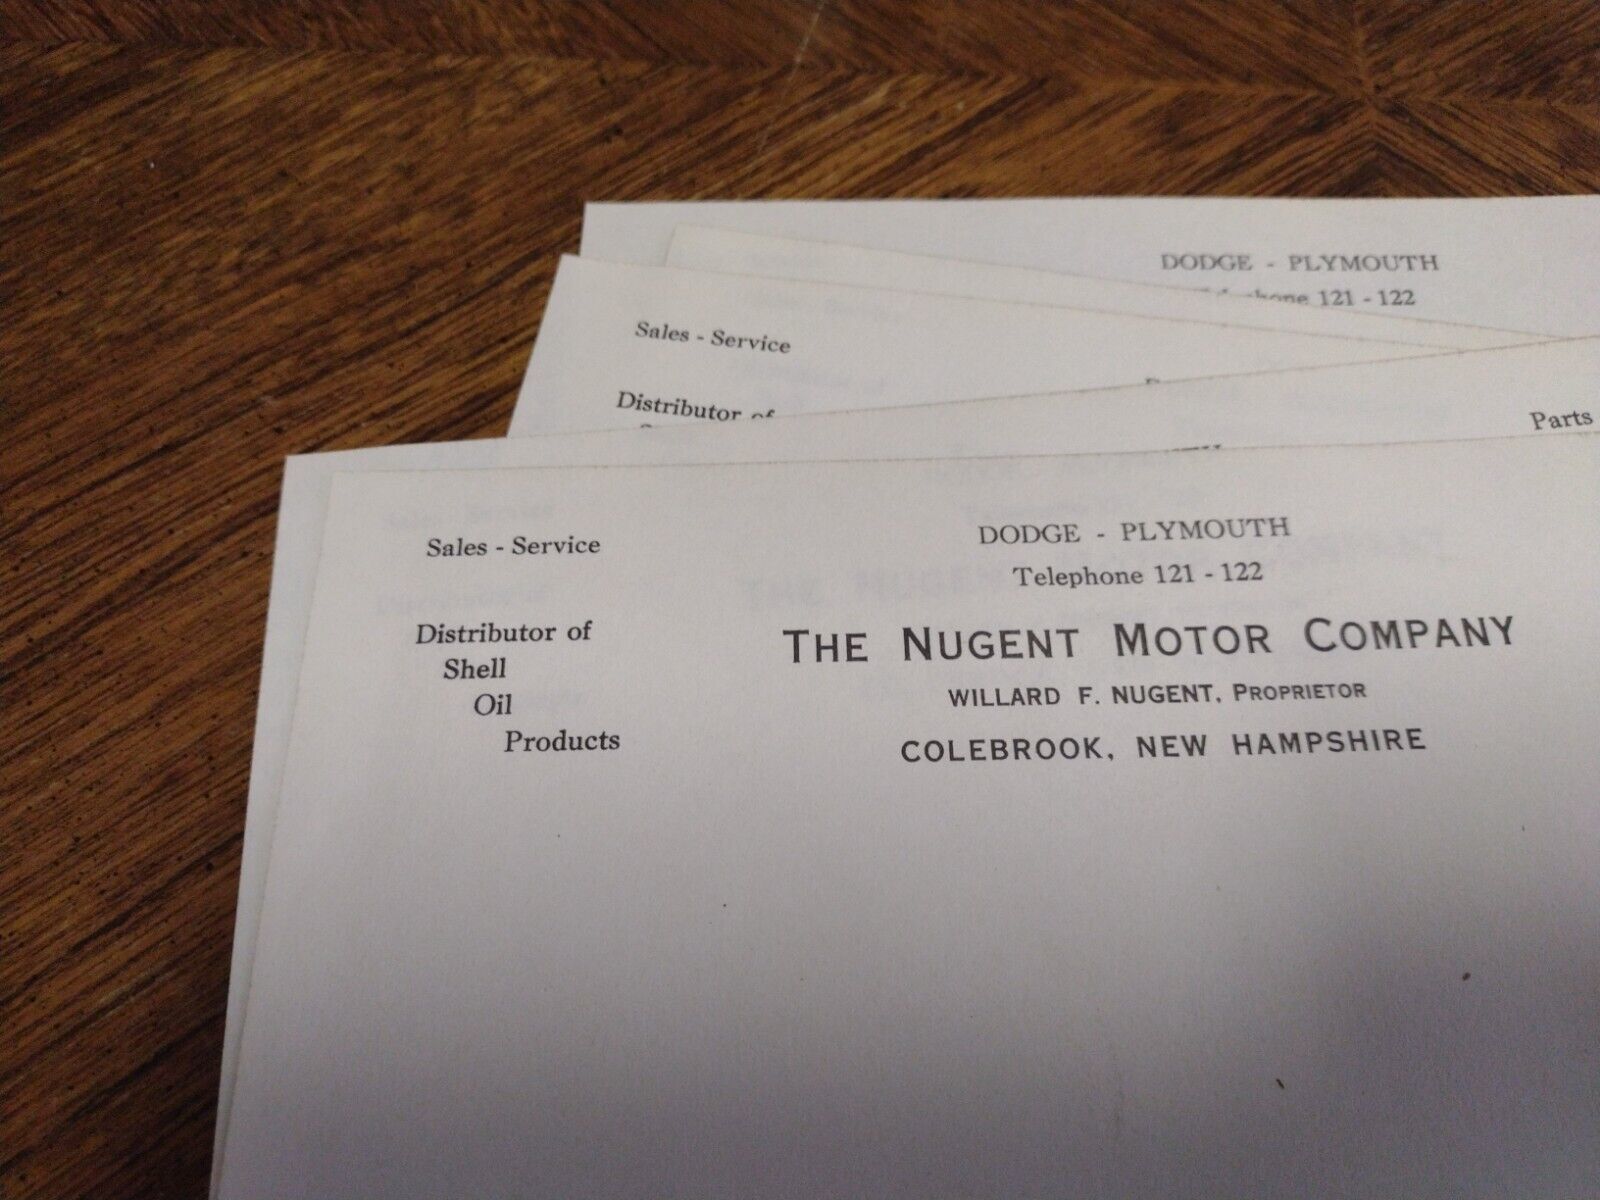 DODGE - PLYMOUTH
121 - 122
Sales - Service
Distributor of
Parts
Sales - Service
DODGE - PLYMOUTH
Telephone 121 - 122
Distributor of
Shell
Oil
Products
THE NUGENT MOTOR COMPANY
WILLARD F. NUGENT, PROPRIETOR
COLEBROOK, NEW HAMPSHIRE